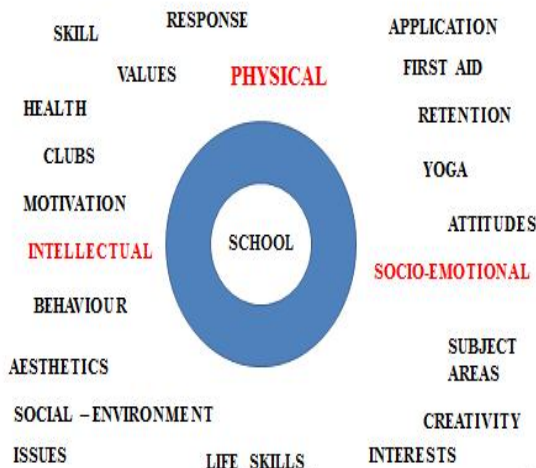 RESPONSE
SKILL
APPLICATION
VALUES
PHYSICAL
FIRST AID
HEALTH
RETENTION
CLUBS
YOGA
MOTIVATION
ATTITUDES
INTELLECTUAL
SCHOOL
SOCIO-EMOTIONAL
BEHAVIOUR
SUBJECT
AREAS
AESTHETICS
SOCIAL – ENVIRONMENT
CREATIVITY
ISSUES
LIFE SKILLS
INTERESTS